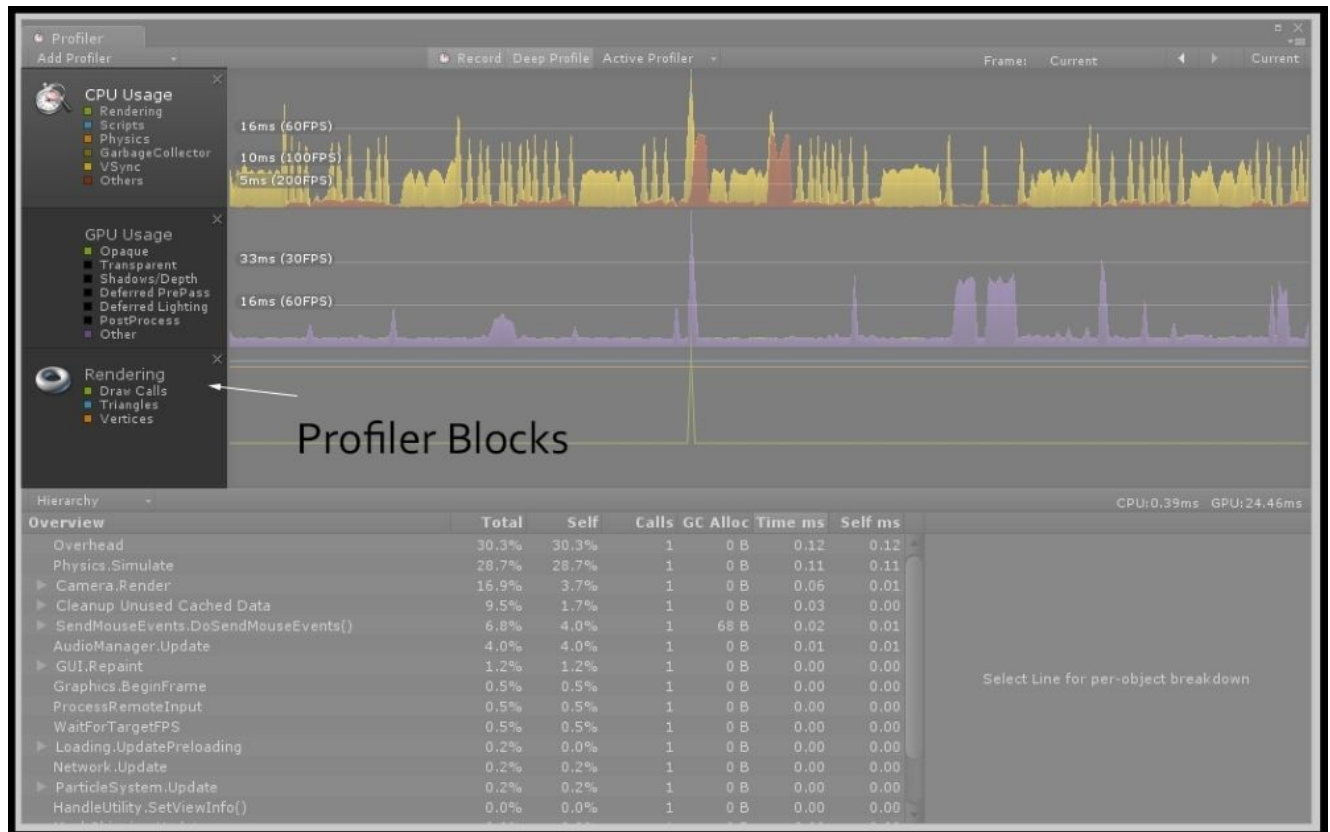 Profiler
Add Profiler
Record Deep Profile Active Profiler
Frame: Current
Current
CPU Usage
Rendering
Scripts
Physics
GarbageCollector
VSync
Others
16ms (60FPS)
10ms (100FPS)
5ms (200FPS)
GPU Usage
Opaque
Transparent
Shadows/Depth
Deferred PrePass
Deferred Lighting
PostProcess
Other
33ms (30FPS)
16ms (60FPS)
Rendering
Draw Calls
Triangles
Vertices
Profiler Blocks
Hierarchy
CPU:0.39ms GPU:24.46ms
Overview Total Self Calls GC Alloc Time ms Self ms
Overhead 30.3% 30.3% 1 0 B 0.12 0.12
Physics.Simulate 28.7% 28.7% 1 0 B 0.11 0.11
Camera.Render 16.9% 3.7% 1 0 B 0.06 0.01
Cleanup Unused Cached Data 9.5% 1.7% 1 0 B 0.03 0.00
SendMouseEvents.DoSendMouseEvents() 6.8% 4.0% 1 68 B 0.02 0.01
AudioManager.Update 4.0% 4.0% 1 0 B 0.01 0.01
GUI.Repaint 1.2% 1.2% 1 0 B 0.00 0.00
Graphics.BeginFrame 0.5% 0.5% 1 0 B 0.00 0.00
ProcessRemoteInput 0.5% 0.5% 1 0 B 0.00 0.00
WaitForTargetFPS 0.5% 0.5% 1 0 B 0.00 0.00
Loading.UpdatePreloading 0.2% 0.0% 1 0 B 0.00 0.00
Network.Update 0.2% 0.2% 1 0 B 0.00 0.00
ParticleSystem.Update 0.2% 0.2% 1 0 B 0.00 0.00
HandleUtility.SetViewInfo() 0.0% 0.0% 1 0 B 0.00 0.00
Select Line for per-object breakdown